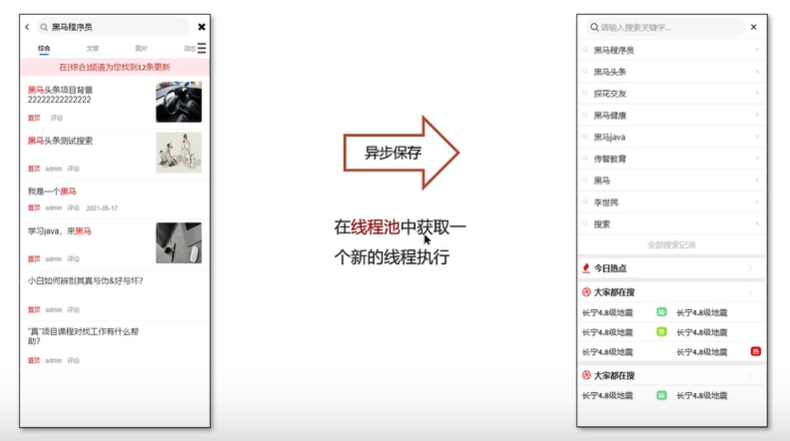 黑马程序员
综合
文章
图片
动态
在[综合]频道为您找到12条更新
黑马头条项目背景
22222222222222
置顶 评论
黑马头条测试搜索
置顶 admin 评论
我是一个黑马
置顶 admin 评论 2021-05-17
学习java，来黑马
置顶 admin 评论
小白如何辨别其真与伪&好与坏?
置顶 admin 评论
"真"项目课程对找工作有什么帮
助?
置顶 admin 评论
异步保存
在线程池中获取一
个新的线程执行
请输入搜索关键字...
黑马程序员
黑马头条
探花交友
黑马健康
黑马java
传智教育
黑马
李世民
搜索
全部搜索记录
今日热点
大家都在搜
长宁4.8级地震 长宁4.8级地震
长宁4.8级地震 长宁4.8级地震
长宁4.8级地震 长宁4.8级地震
大家都在搜
长宁4.8级地震 长宁4.8级地震